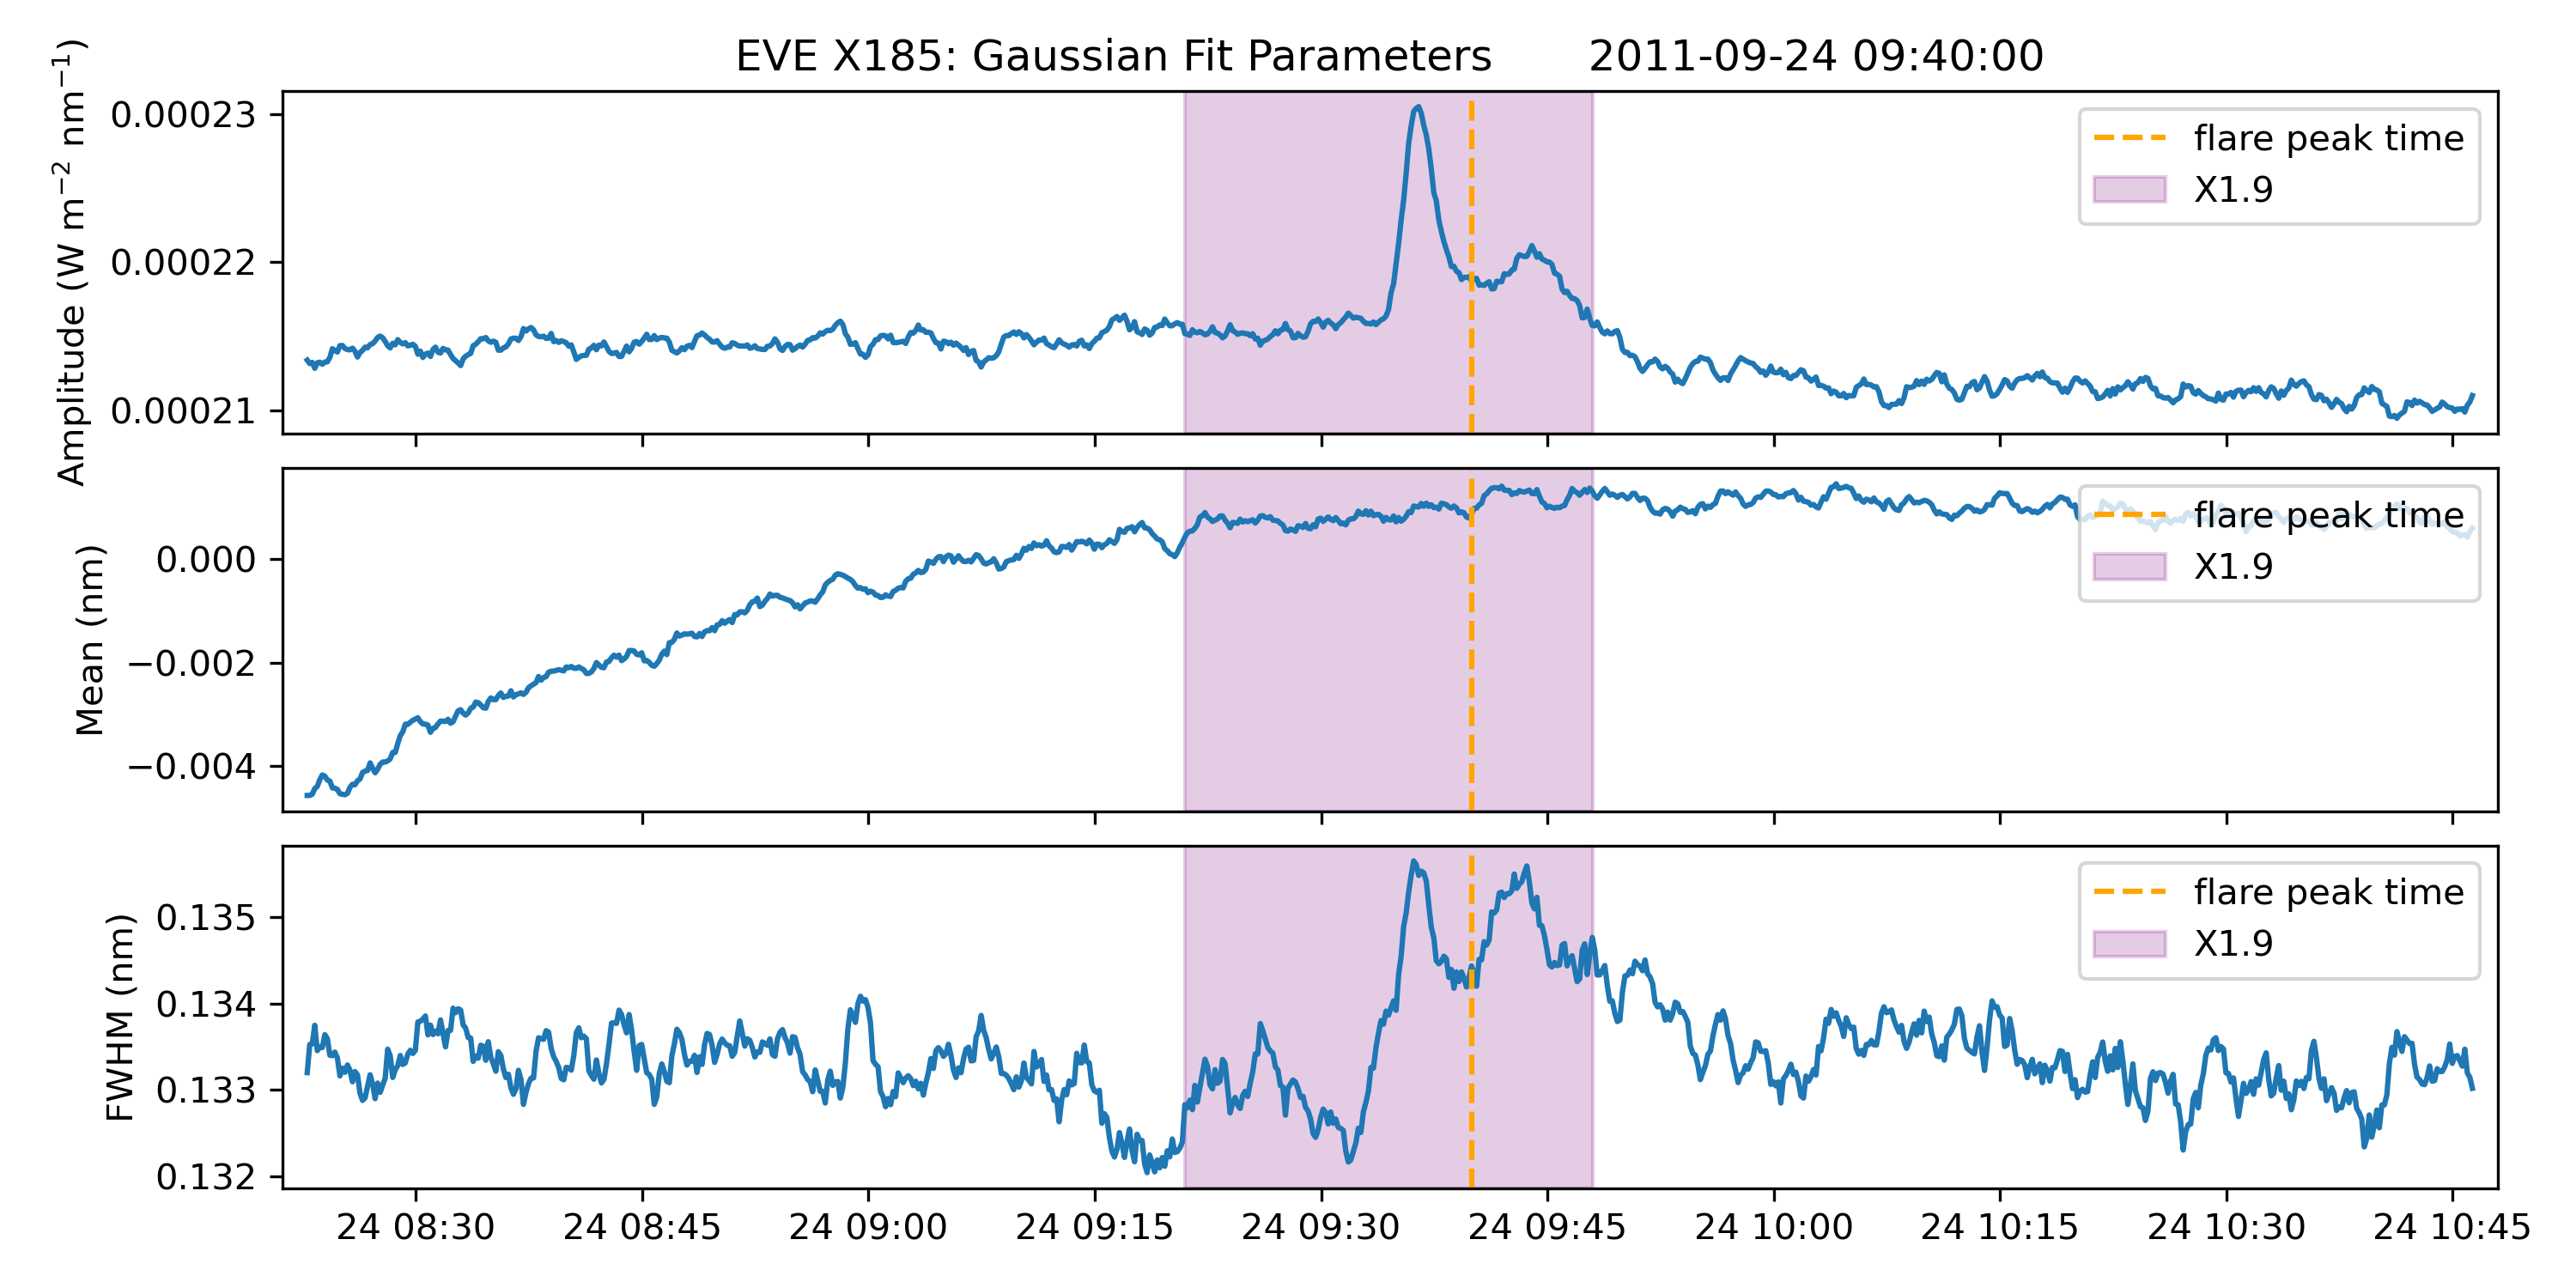 EVE X185: Gaussian Fit Parameters 2011-09-24 09:40:00
Amplitude (W m⁻² nm⁻¹)
0.00023
0.00022
0.00021
flare peak time
X1.9
Mean (nm)
0.000
−0.002
−0.004
flare peak time
X1.9
FWHM (nm)
0.135
0.134
0.133
0.132
flare peak time
X1.9
24 08:30 24 08:45 24 09:00 24 09:15 24 09:30 24 09:45 24 10:00 24 10:15 24 10:30 24 10:45